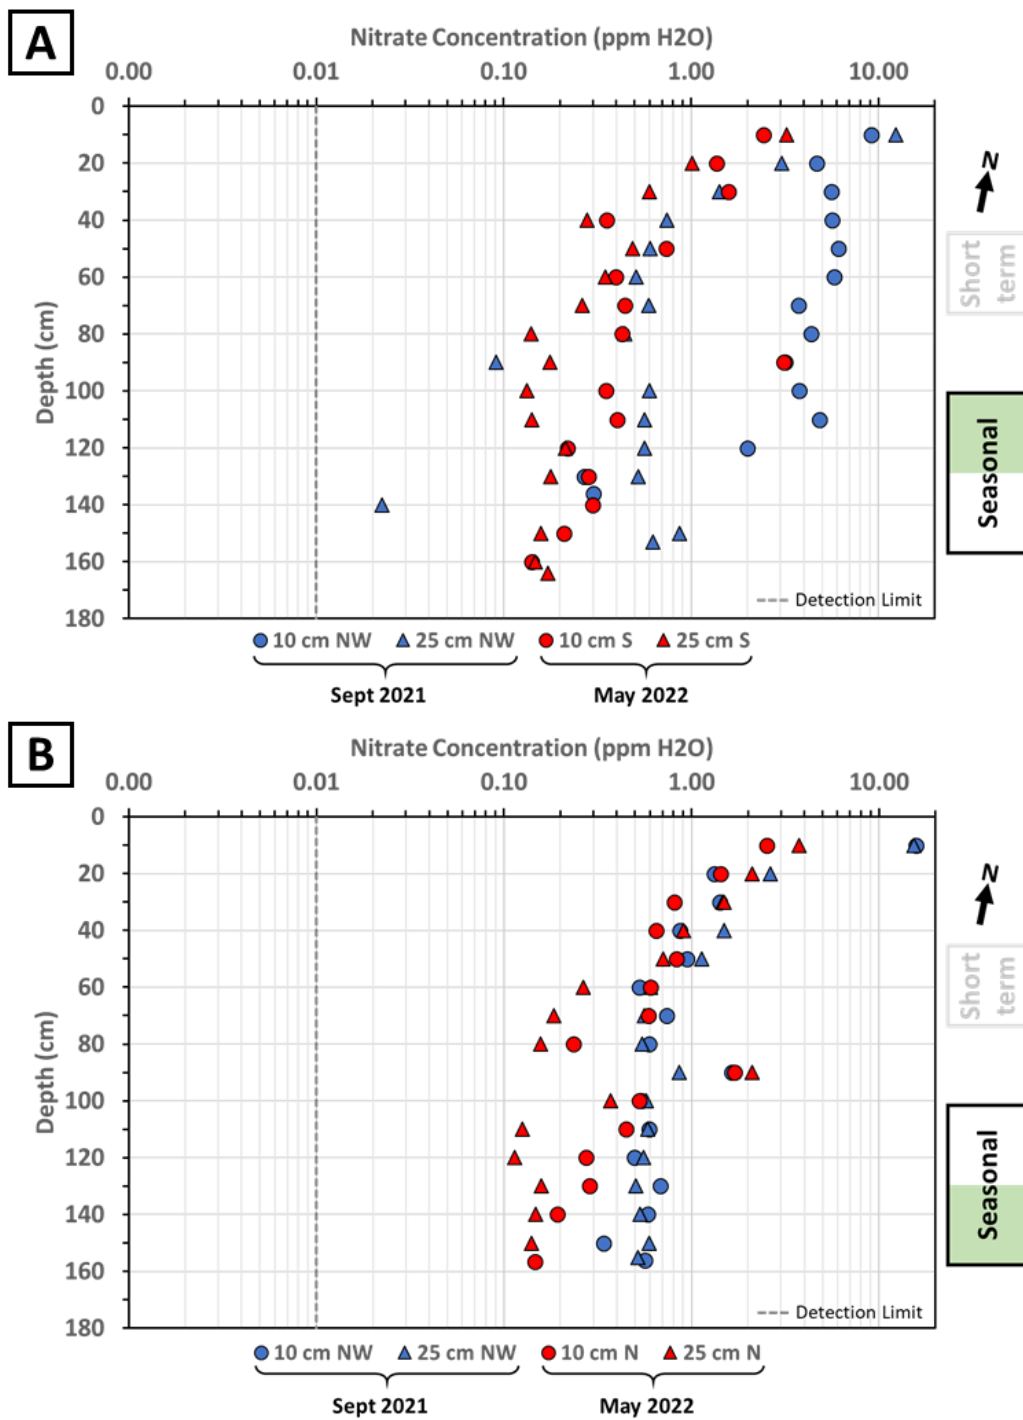 A
Nitrate Concentration (ppm H2O)
0.00 0.01 0.10 1.00 10.00
0
20
40
60
80
100
120
140
160
180
Depth (cm)
N
Short term
Seasonal
Detection Limit
10 cm NW 25 cm NW 10 cm S 25 cm S
Sept 2021 May 2022
B
Nitrate Concentration (ppm H2O)
0.00 0.01 0.10 1.00 10.00
0
20
40
60
80
100
120
140
160
180
Depth (cm)
N
Short term
Seasonal
Detection Limit
10 cm NW 25 cm NW 10 cm N 25 cm N
Sept 2021 May 2022